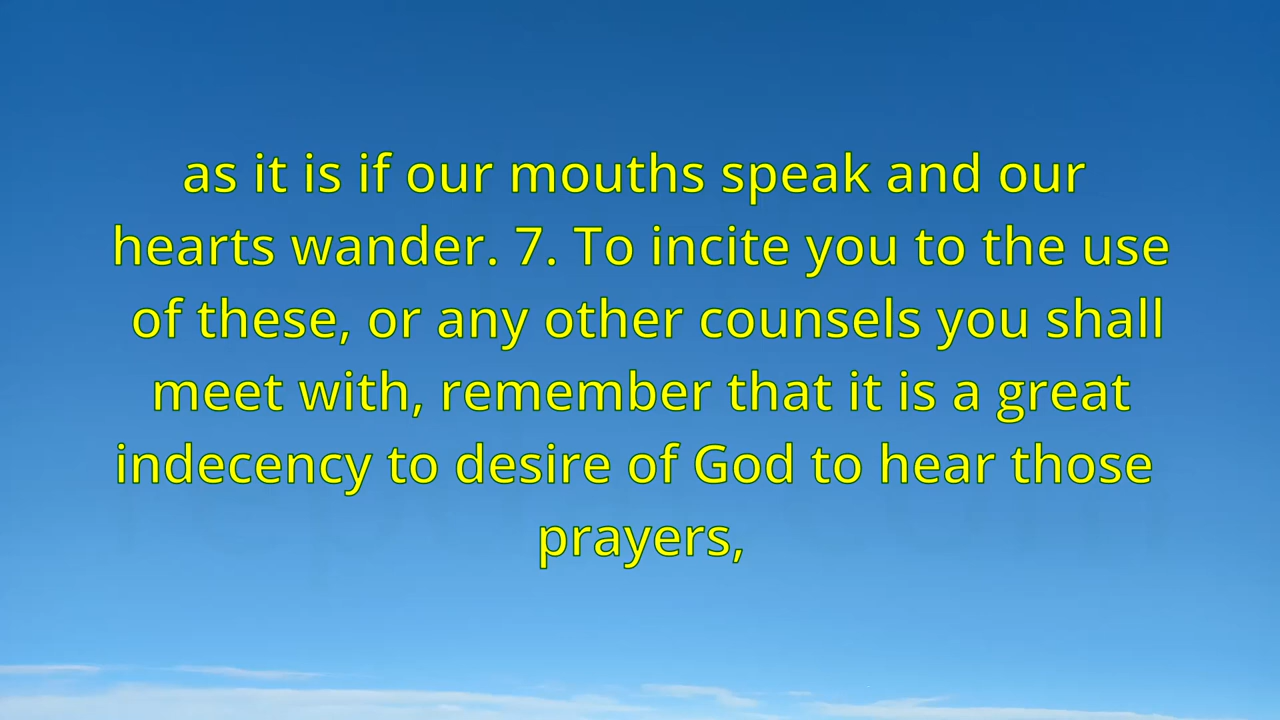 as it is if our mouths speak and our
hearts wander. 7. To incite you to the use
of these, or any other counsels you shall
meet with, remember that it is a great
indecency to desire of God to hear those
prayers,